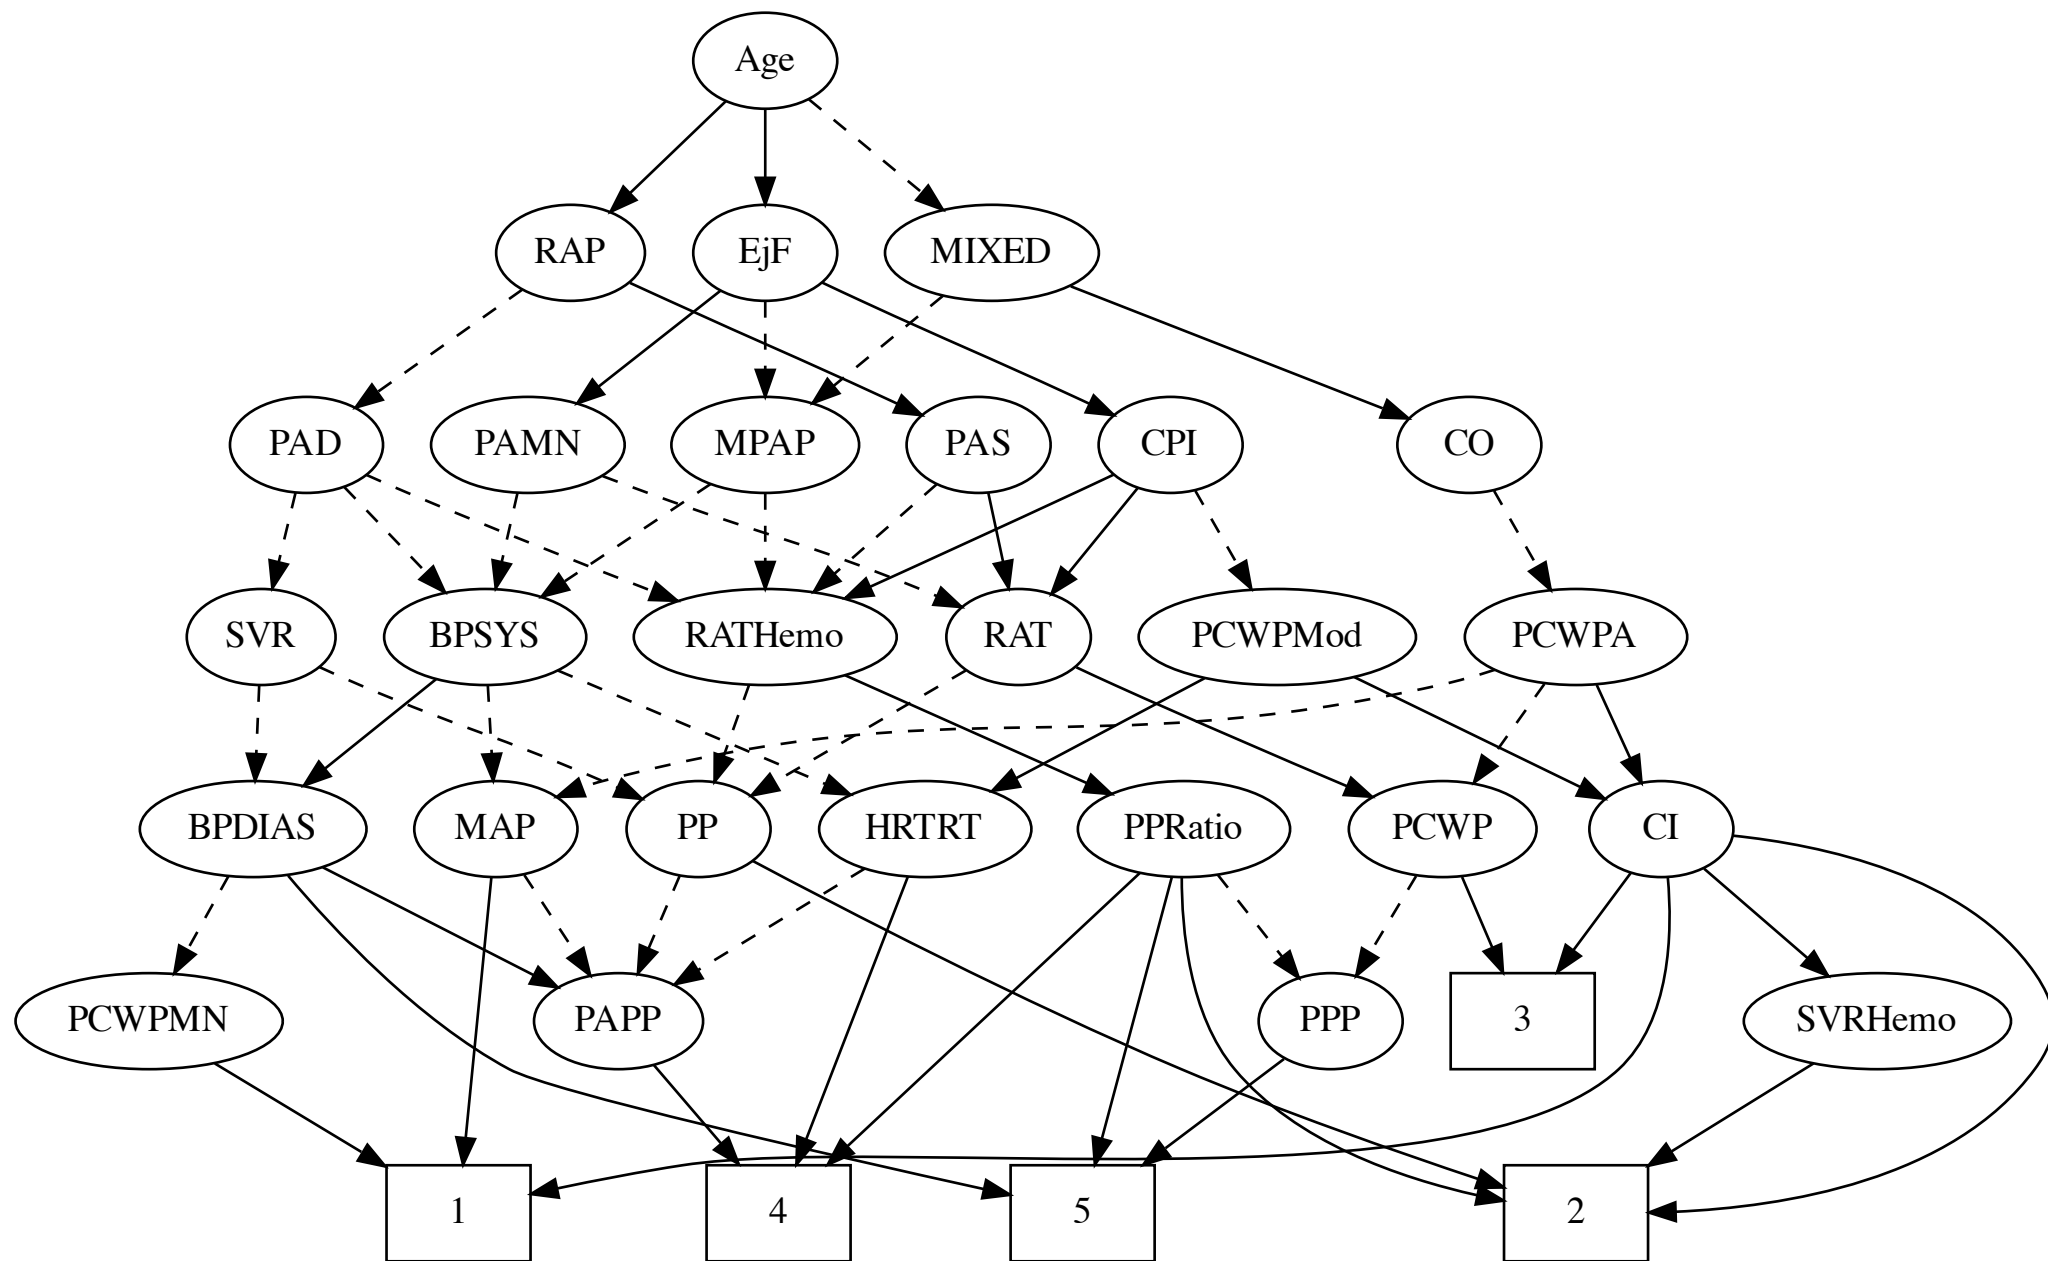 Age
RAP
EjF
MIXED
PAD
PAMN
MPAP
PAS
CPI
CO
SVR
BPSYS
RATHemo
RAT
PCWPMod
PCWPA
BPDIAS
MAP
PP
HRTRT
PPRatio
PCWP
CI
PCWPMN
PAPP
PPP
3
SVRHemo
1
4
5
2